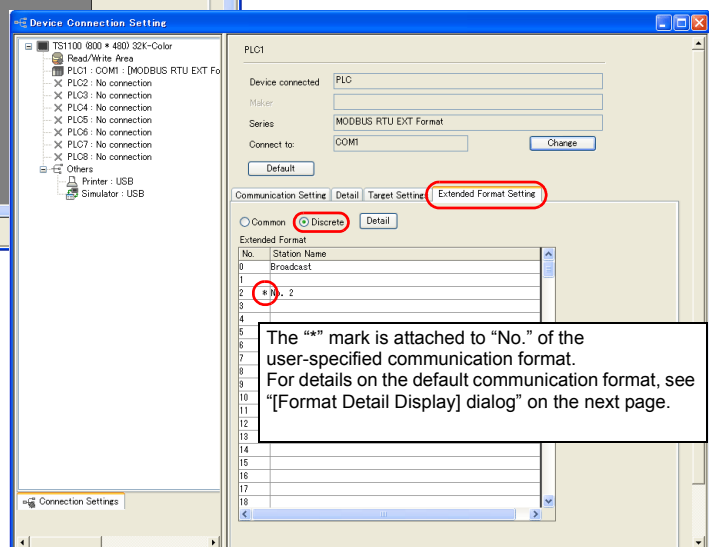 Device Connection Setting
TS1100 (800 * 480) 32K-Color
Read/Write Area
PLC1 : COM1 : [MODBUS RTU EXT Fo
PLC2 : No connection
PLC3 : No connection
PLC4 : No connection
PLC5 : No connection
PLC6 : No connection
PLC7 : No connection
PLC8 : No connection
Others
Printer : USB
Simulator : USB
Connection Settings
PLC1
Device connected PLC
Maker
Series MODBUS RTU EXT Format
Connect to: COM1 Change
Default
Communication Setting Detail Target Settings Extended Format Setting
Common Discrete Detail
Extended Format
No. Station Name
0 Broadcast
1
2 * No. 2
3
4
5
6
7
8
9
10
11
12
13
14
15
16
17
18
The “*” mark is attached to “No.” of the
user-specified communication format.
For details on the default communication format, see
“[Format Detail Display] dialog” on the next page.